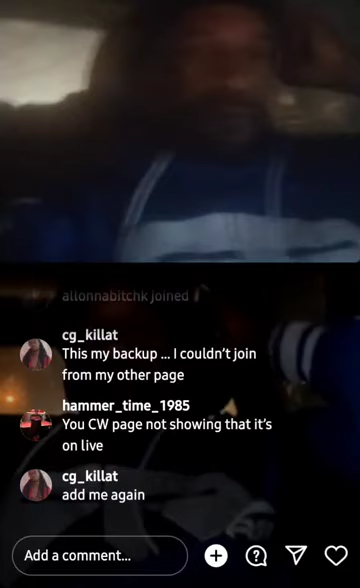 allonnabitchk joined
cg_killat
This my backup ... I couldn't join
from my other page
hammer_time_1985
You CW page not showing that it's
on live
cg_killat
add me again
Add a comment...